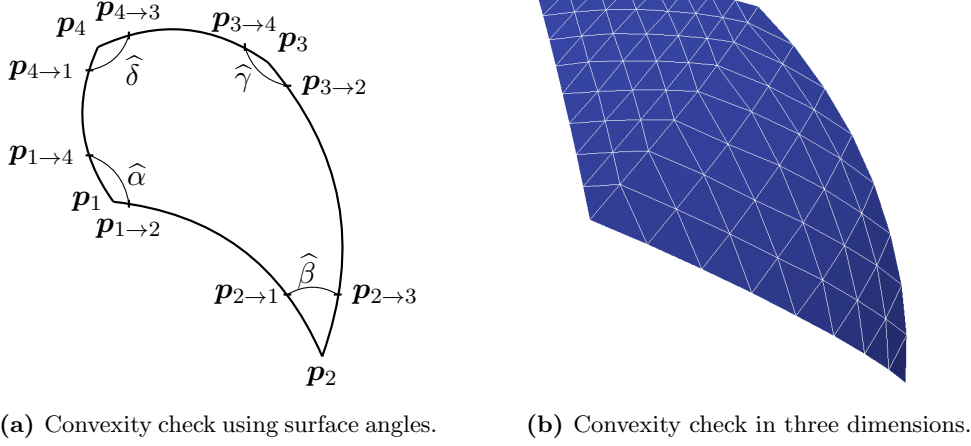 p₄→₃
p₄
p₃→₄
p₃
p₄→₁
δ̂
γ̂
p₃→₂
p₁→₄
α̂
p₁
p₁→₂
β̂
p₂→₁
p₂→₃
p₂
(a) Convexity check using surface angles.
(b) Convexity check in three dimensions.